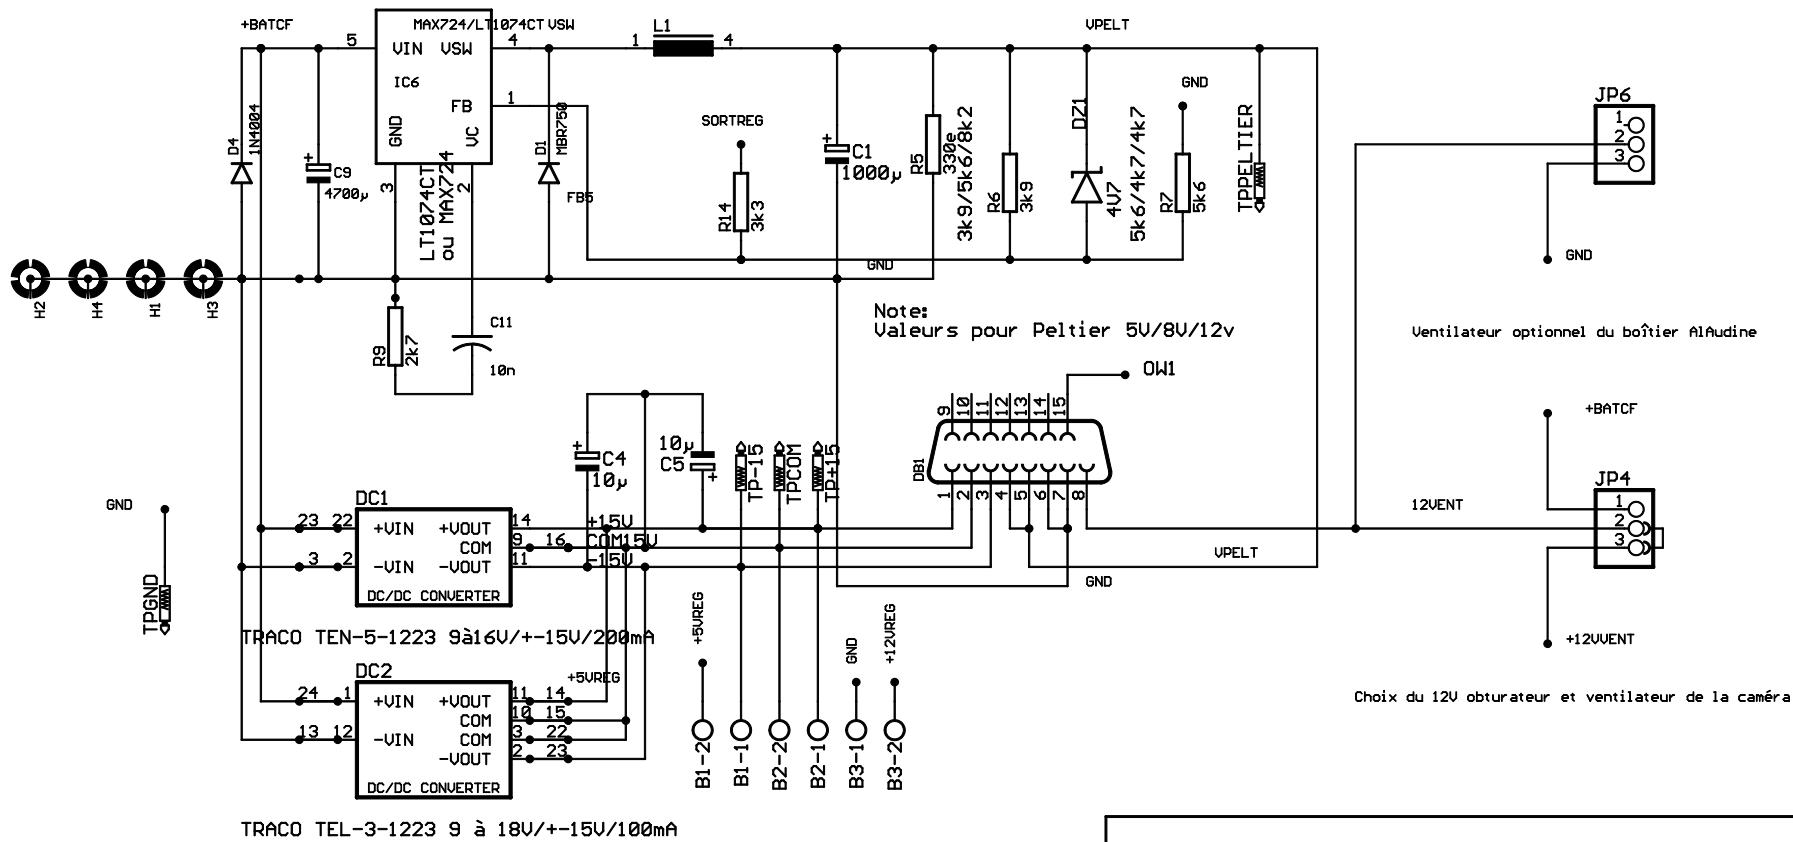 +BATCF
MAX724/LT1074CT VSW
5
VIN VSW
4
IC6
FB
1
GND
VC
3
2
LT1074CT
ou MAX724
D4
1N4004
C9
4700µ
D1
MBR750
FB5
1
L1
4
VPELT
SORTREG
R14
3k3
C1
1000µ
R5
330e
3k9/5k6/8k2
R6
3k9
DZ1
4V7
5k6/4k7/4k7
GND
R7
5k6
TPPELTIER
JP6
1
2
3
GND
GND
H2
H4
H1
H3
R9
2k7
C11
10n
Note:
Valeurs pour Peltier 5V/8V/12v
Ventilateur optionnel du boîtier AlAudine
OW1
9
10
11
12
13
14
15
DB1
1
2
3
4
5
6
7
8
+BATCF
JP4
1
2
3
12VENT
VPELT
GND
+12VVENT
Choix du 12V obturateur et ventilateur de la caméra
C4
10µ
10µ
C5
TP-15
TPCOM
TP+15
GND
TPGND
DC1
23 22
+VIN +VOUT
14
+15V
COM
9
16
COM15V
3 2
-VIN -VOUT
11
-15V
DC/DC CONVERTER
TRACO TEN-5-1223 9à16V/+-15V/200mA
DC2
+5VREG
24 1
+VIN +VOUT
11 14
COM
10 15
13 12
-VIN COM
3 22
-VOUT
2 23
DC/DC CONVERTER
TRACO TEL-3-1223 9 à 18V/+-15V/100mA
+5VREG
GND
+12VREG
B1-2
B1-1
B2-2
B2-1
B3-1
B3-2